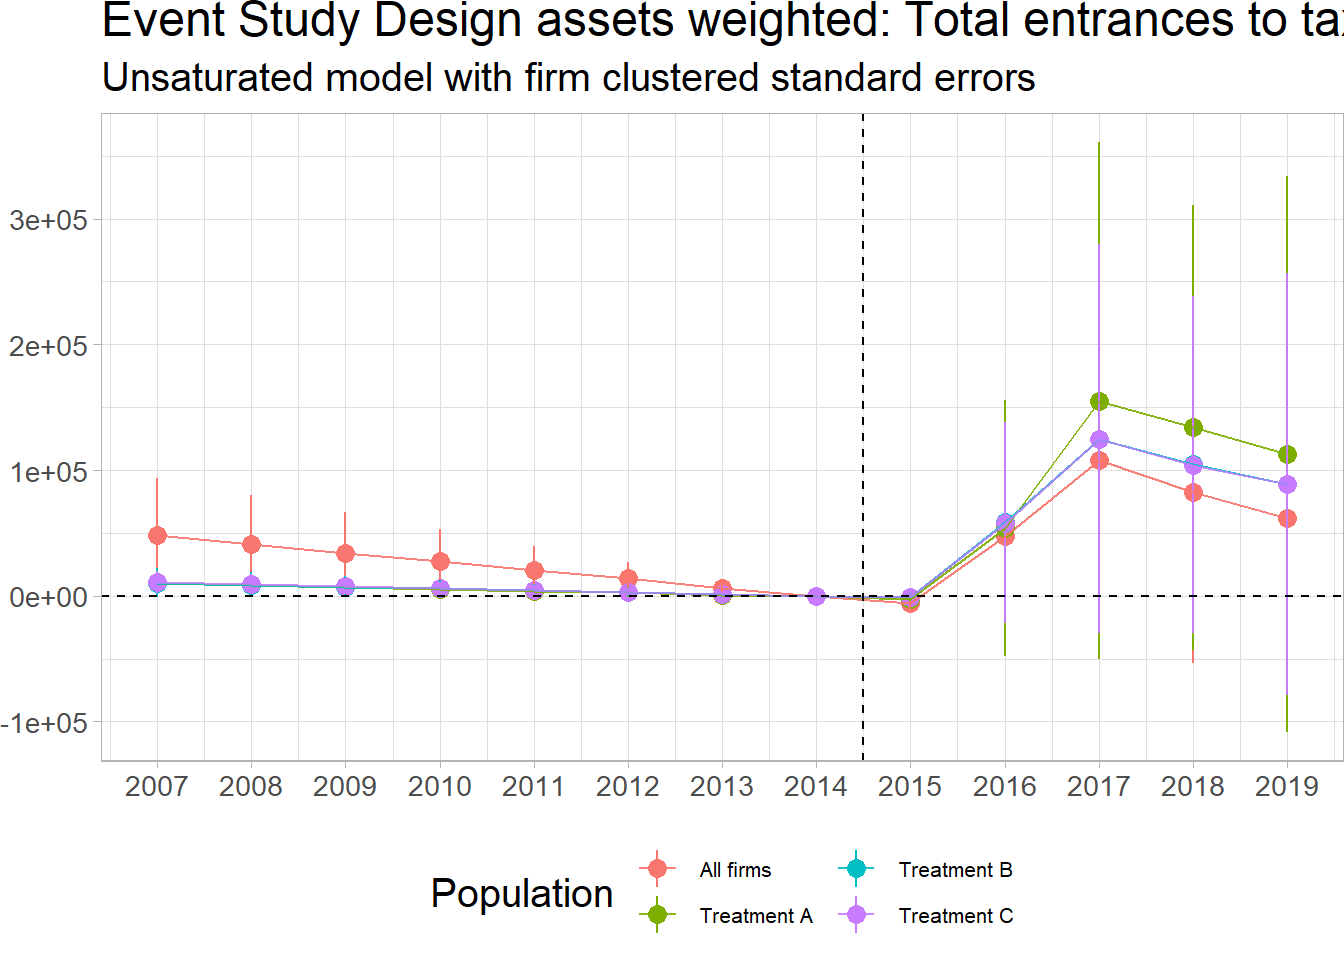 Event Study Design assets weighted: Total entrances to
Unsaturated model with firm clustered standard errors
3e+05
2e+05
1e+05
0e+00
-1e+05
2007 2008 2009 2010 2011 2012 2013 2014 2015 2016 2017 2018 2019
Population
All firms
Treatment B
Treatment A
Treatment C